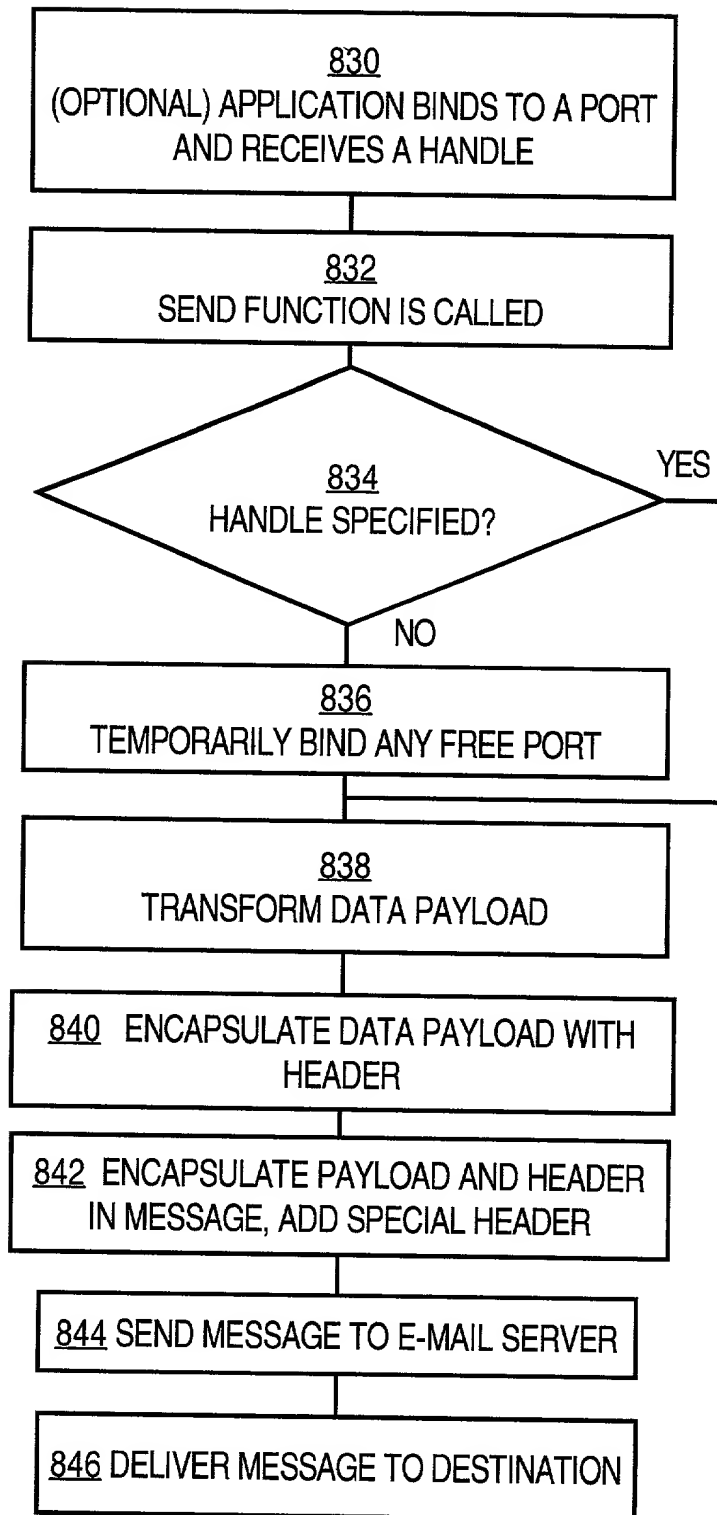 830
(OPTIONAL) APPLICATION BINDS TO A PORT
AND RECEIVES A HANDLE
832
SEND FUNCTION IS CALLED
834
HANDLE SPECIFIED?
YES
NO
836
TEMPORARILY BIND ANY FREE PORT
838
TRANSFORM DATA PAYLOAD
840 ENCAPSULATE DATA PAYLOAD WITH
HEADER
842 ENCAPSULATE PAYLOAD AND HEADER
IN MESSAGE, ADD SPECIAL HEADER
844 SEND MESSAGE TO E-MAIL SERVER
846 DELIVER MESSAGE TO DESTINATION